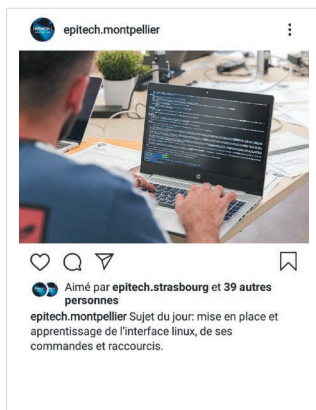 epitech.montpellier
Aimé par epitech.strasbourg et 39 autres
personnes
epitech.montpellier Sujet du jour: mise en place et
apprentissage de l'interface linux, de ses
commandes et raccourcis.